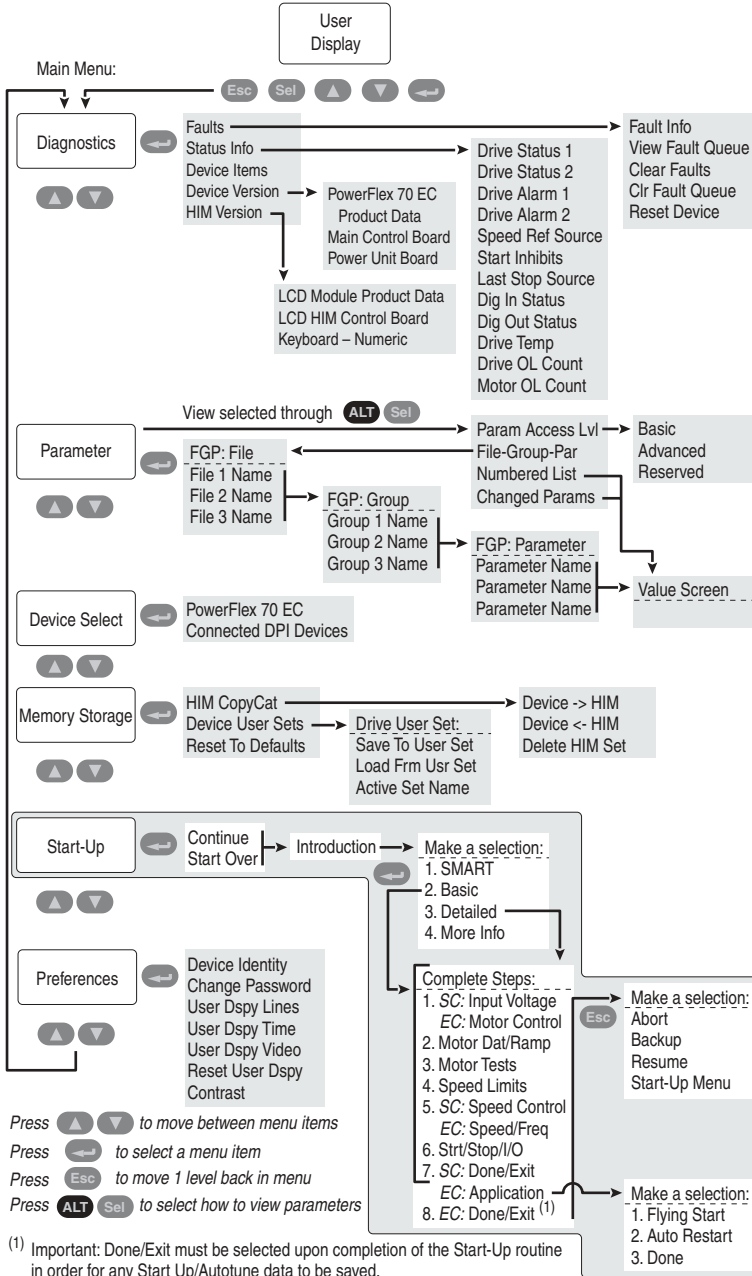 User
Display
Main Menu:
Esc Sel
Diagnostics
Faults
Status Info
Device Items
Device Version
HIM Version
PowerFlex 70 EC
Product Data
Main Control Board
Power Unit Board
LCD Module Product Data
LCD HIM Control Board
Keyboard – Numeric
Drive Status 1
Drive Status 2
Drive Alarm 1
Drive Alarm 2
Speed Ref Source
Start Inhibits
Last Stop Source
Dig In Status
Dig Out Status
Drive Temp
Drive OL Count
Motor OL Count
Fault Info
View Fault Queue
Clear Faults
Clr Fault Queue
Reset Device
View selected through ALT Sel
Parameter
FGP: File
File 1 Name
File 2 Name
File 3 Name
FGP: Group
Group 1 Name
Group 2 Name
Group 3 Name
FGP: Parameter
Parameter Name
Parameter Name
Parameter Name
Param Access Lvl
File-Group-Par
Numbered List
Changed Params
Basic
Advanced
Reserved
Value Screen
Device Select
PowerFlex 70 EC
Connected DPI Devices
Memory Storage
HIM CopyCat
Device User Sets
Reset To Defaults
Drive User Set:
Save To User Set
Load Frm Usr Set
Active Set Name
Device -> HIM
Device <- HIM
Delete HIM Set
Start-Up
Continue
Start Over
Introduction
Make a selection:
1. SMART
2. Basic
3. Detailed
4. More Info
Complete Steps:
1. SC: Input Voltage
EC: Motor Control
2. Motor Dat/Ramp
3. Motor Tests
4. Speed Limits
5. SC: Speed Control
EC: Speed/Freq
6. Strt/Stop/I/O
7. SC: Done/Exit
EC: Application
8. EC: Done/Exit (1)
Esc
Make a selection:
Abort
Backup
Resume
Start-Up Menu
Make a selection:
1. Flying Start
2. Auto Restart
3. Done
Preferences
Device Identity
Change Password
User Dspy Lines
User Dspy Time
User Dspy Video
Reset User Dspy
Contrast
Press to move between menu items
Press to select a menu item
Press Esc to move 1 level back in menu
Press ALT Sel to select how to view parameters
(1) Important: Done/Exit must be selected upon completion of the Start-Up routine
in order for any Start Up/Autotune data to be saved.